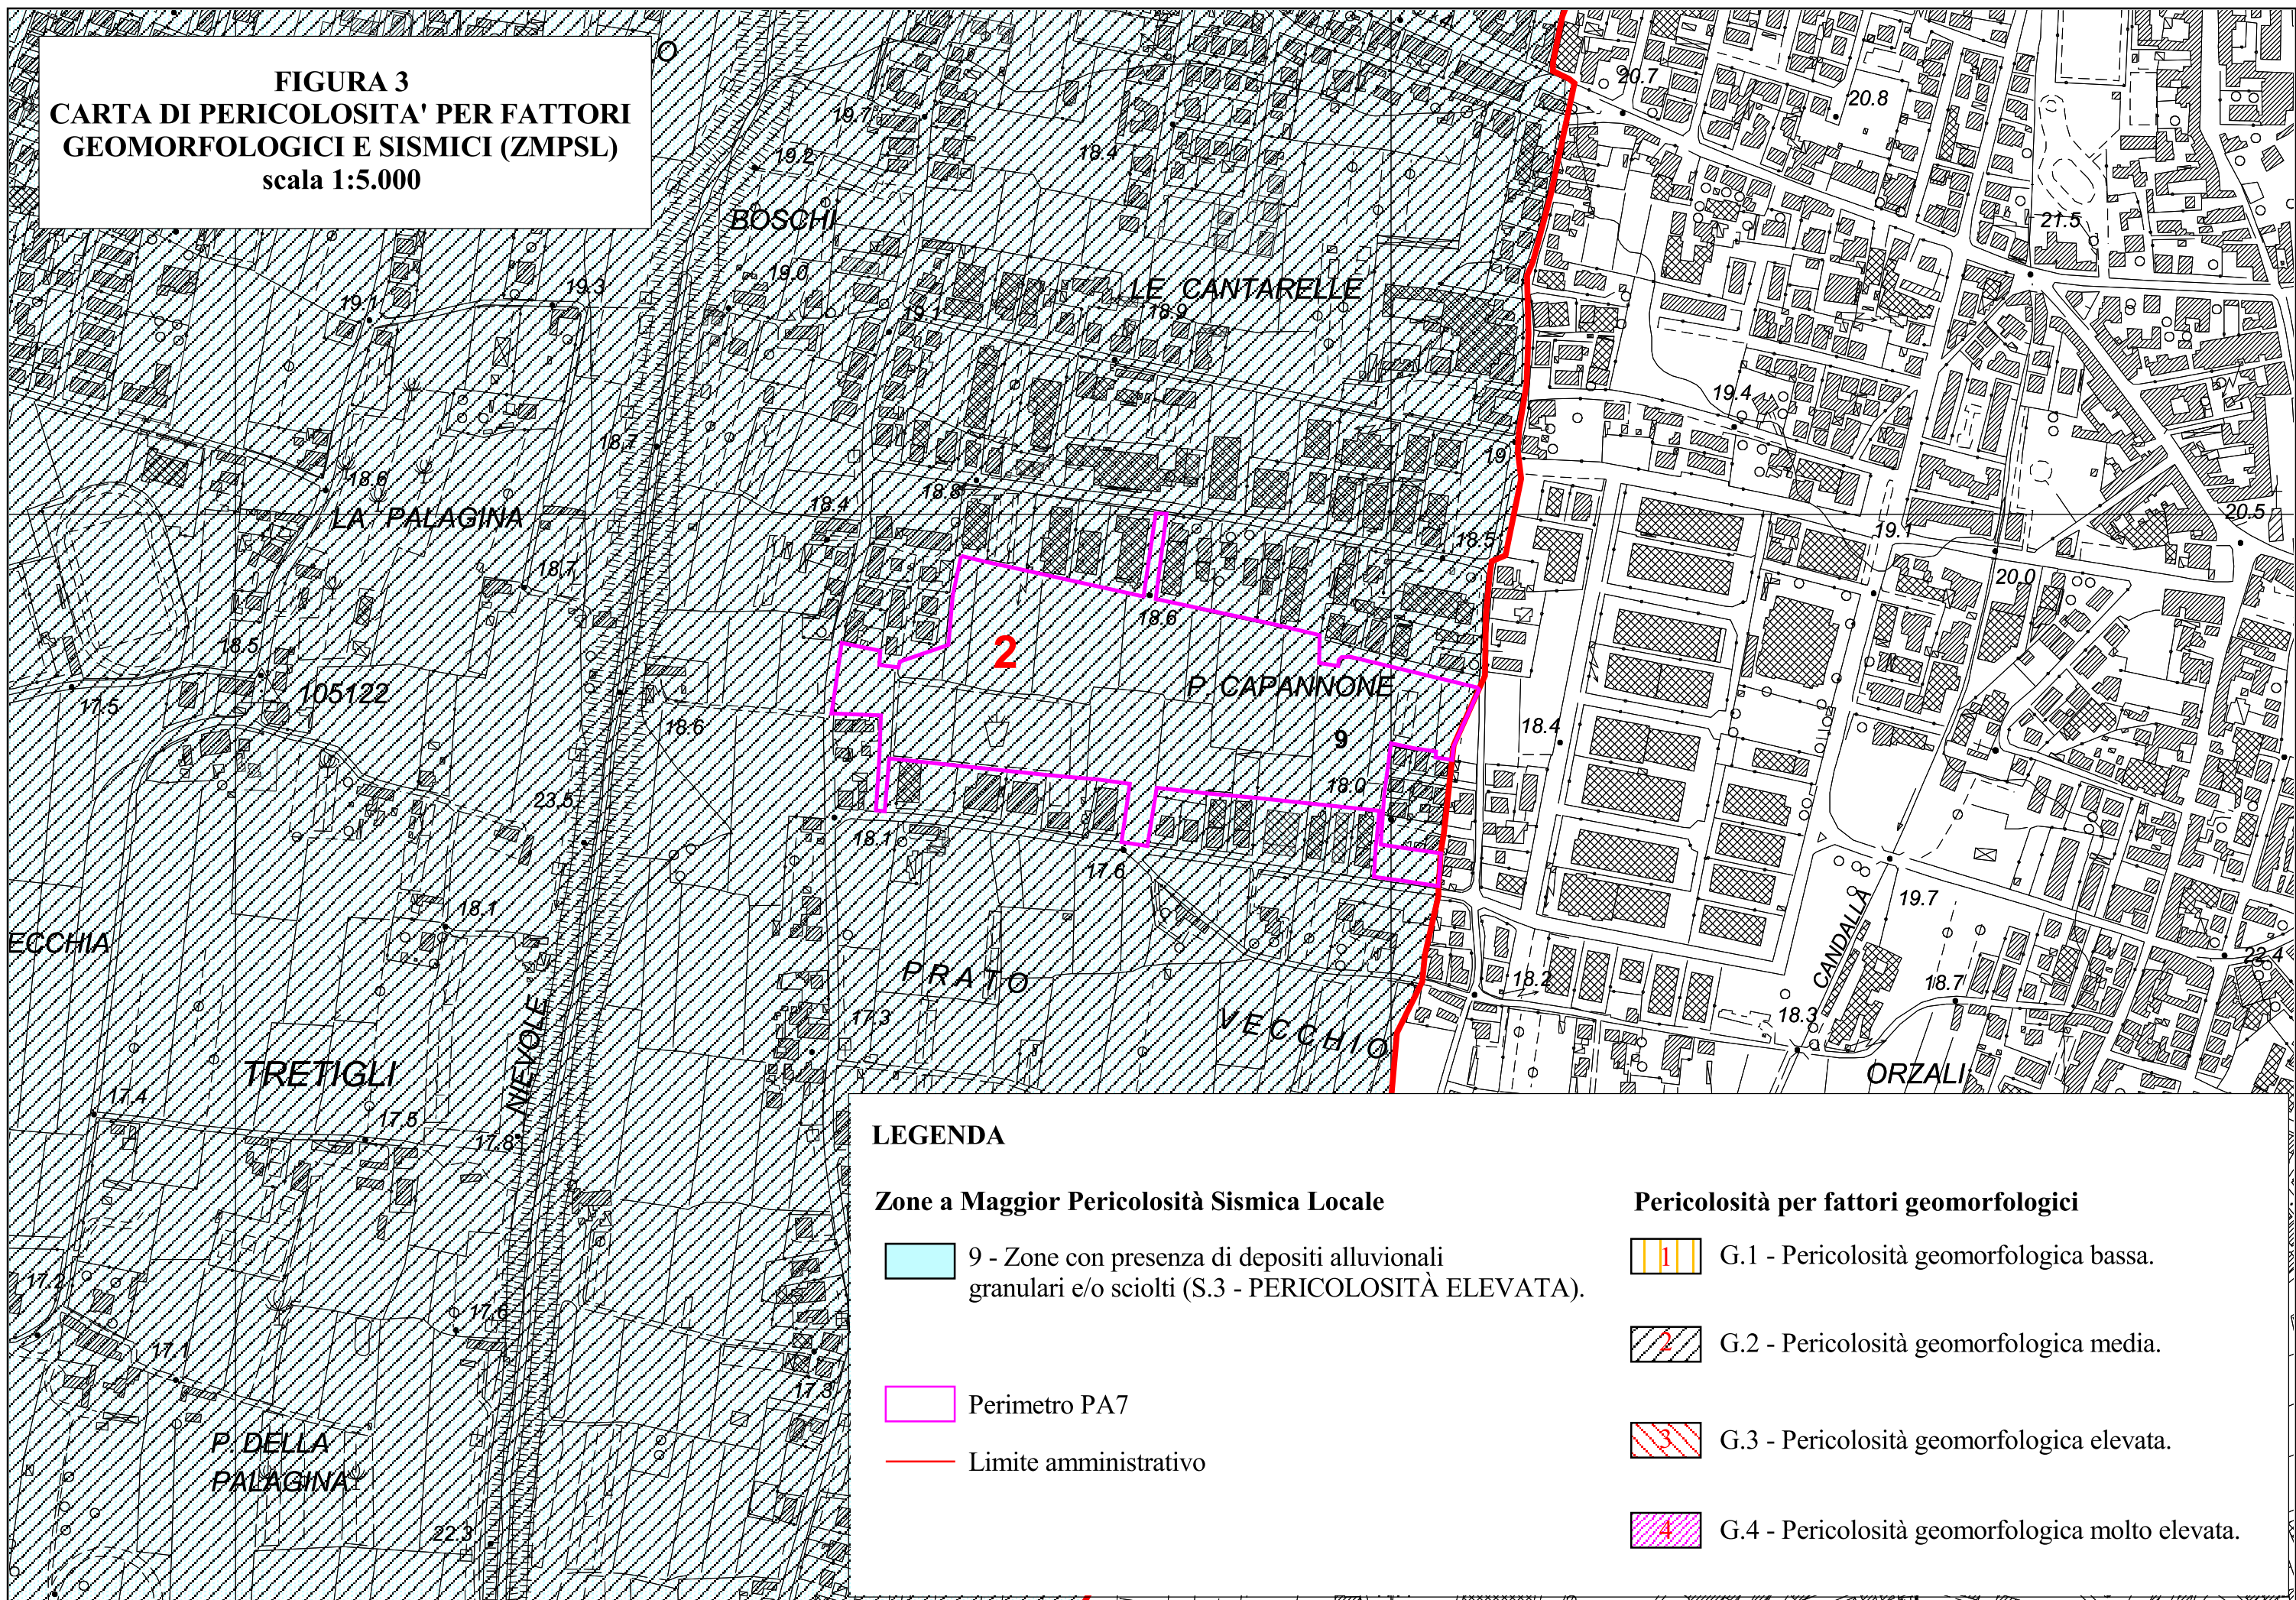 FIGURA 3
CARTA DI PERICOLOSITA' PER FATTORI
GEOMORFOLOGICI E SISMICI (ZMPSL)
scala 1:5.000
O
20.7
20.8
19.7
19.2
18.4
BOSCHI
21.5
19.0
19.3
LE CANTARELLE
19.1
19.1
18.9
19.4
18.7
19
18.6
18.8
LA PALAGINA
18.4
20.5
19.1
18.5
18.7
20.0
18.6
2
18.5
105122
P. CAPANNONE
17.5
18.6
18.4
9
18.0
23.5
18.1
17.6
19.7
18.1
ECCHIA
CANDALLA
22.4
PRATO
18.2
18.7
17.3
18.3
VECCHIO
NIEVOLE
TRETIGLI
ORZALI
17.4
17.5
17.8
LEGENDA
Zone a Maggior Pericolosità Sismica Locale
9 - Zone con presenza di depositi alluvionali
granulari e/o sciolti (S.3 - PERICOLOSITÀ ELEVATA).
Perimetro PA7
Limite amministrativo
Pericolosità per fattori geomorfologici
1 G.1 - Pericolosità geomorfologica bassa.
2 G.2 - Pericolosità geomorfologica media.
3 G.3 - Pericolosità geomorfologica elevata.
4 G.4 - Pericolosità geomorfologica molto elevata.
17.2
17.6
17.1
17.3
P. DELLA
PALAGINA
22.3